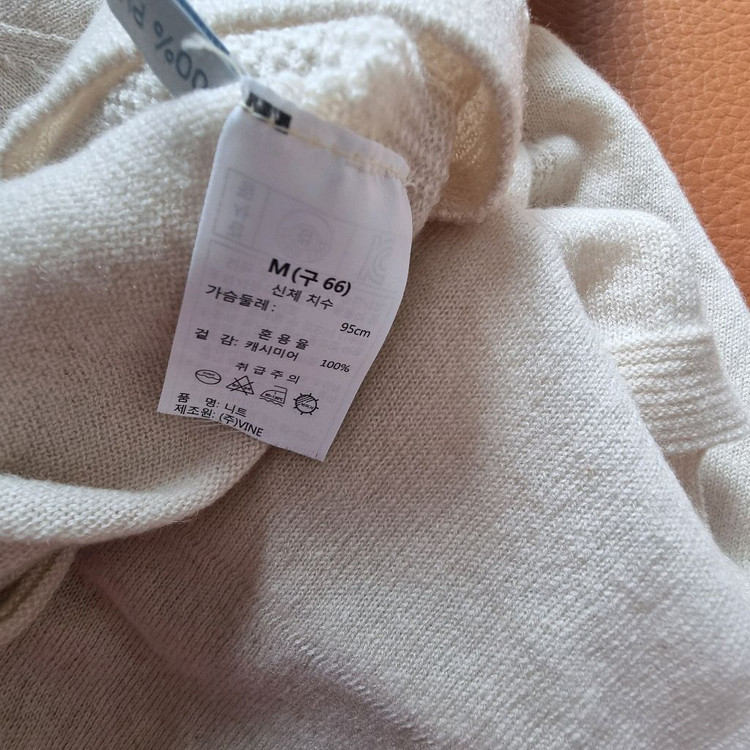 00%
M (구 66)
신체 치수
가슴둘레 :
95cm
혼 용 율
겉 감: 캐시미어 100%
취 급 주 의
품 명: 니트
제조원: (주)VINE